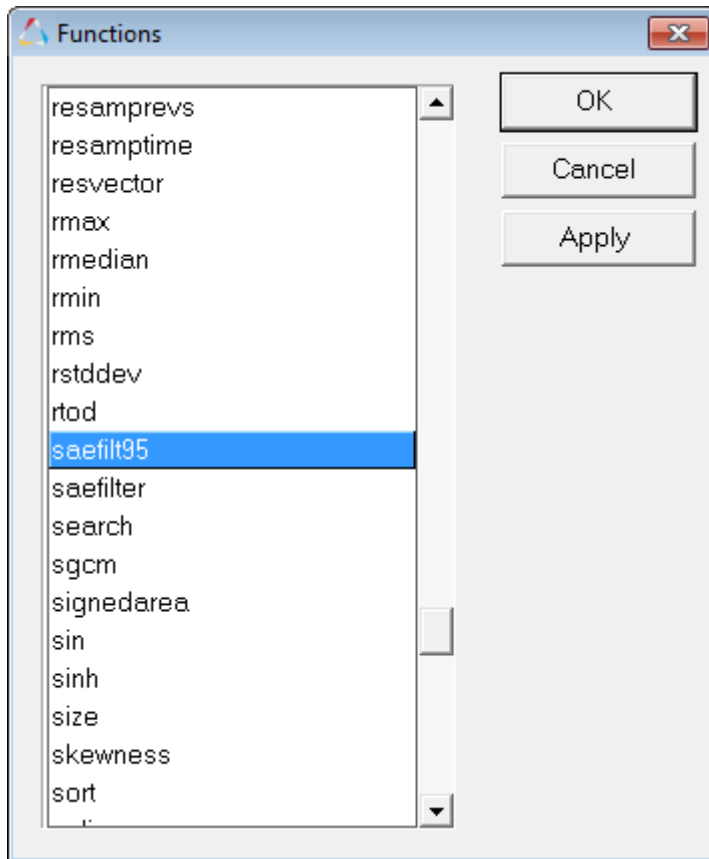 Functions
resamprevs
resamptime
resvector
rmax
rmedian
rmin
rms
rstddev
rtod
saefilt95
saefilter
search
sgcm
signedarea
sin
sinh
size
skewness
sort
OK
Cancel
Apply